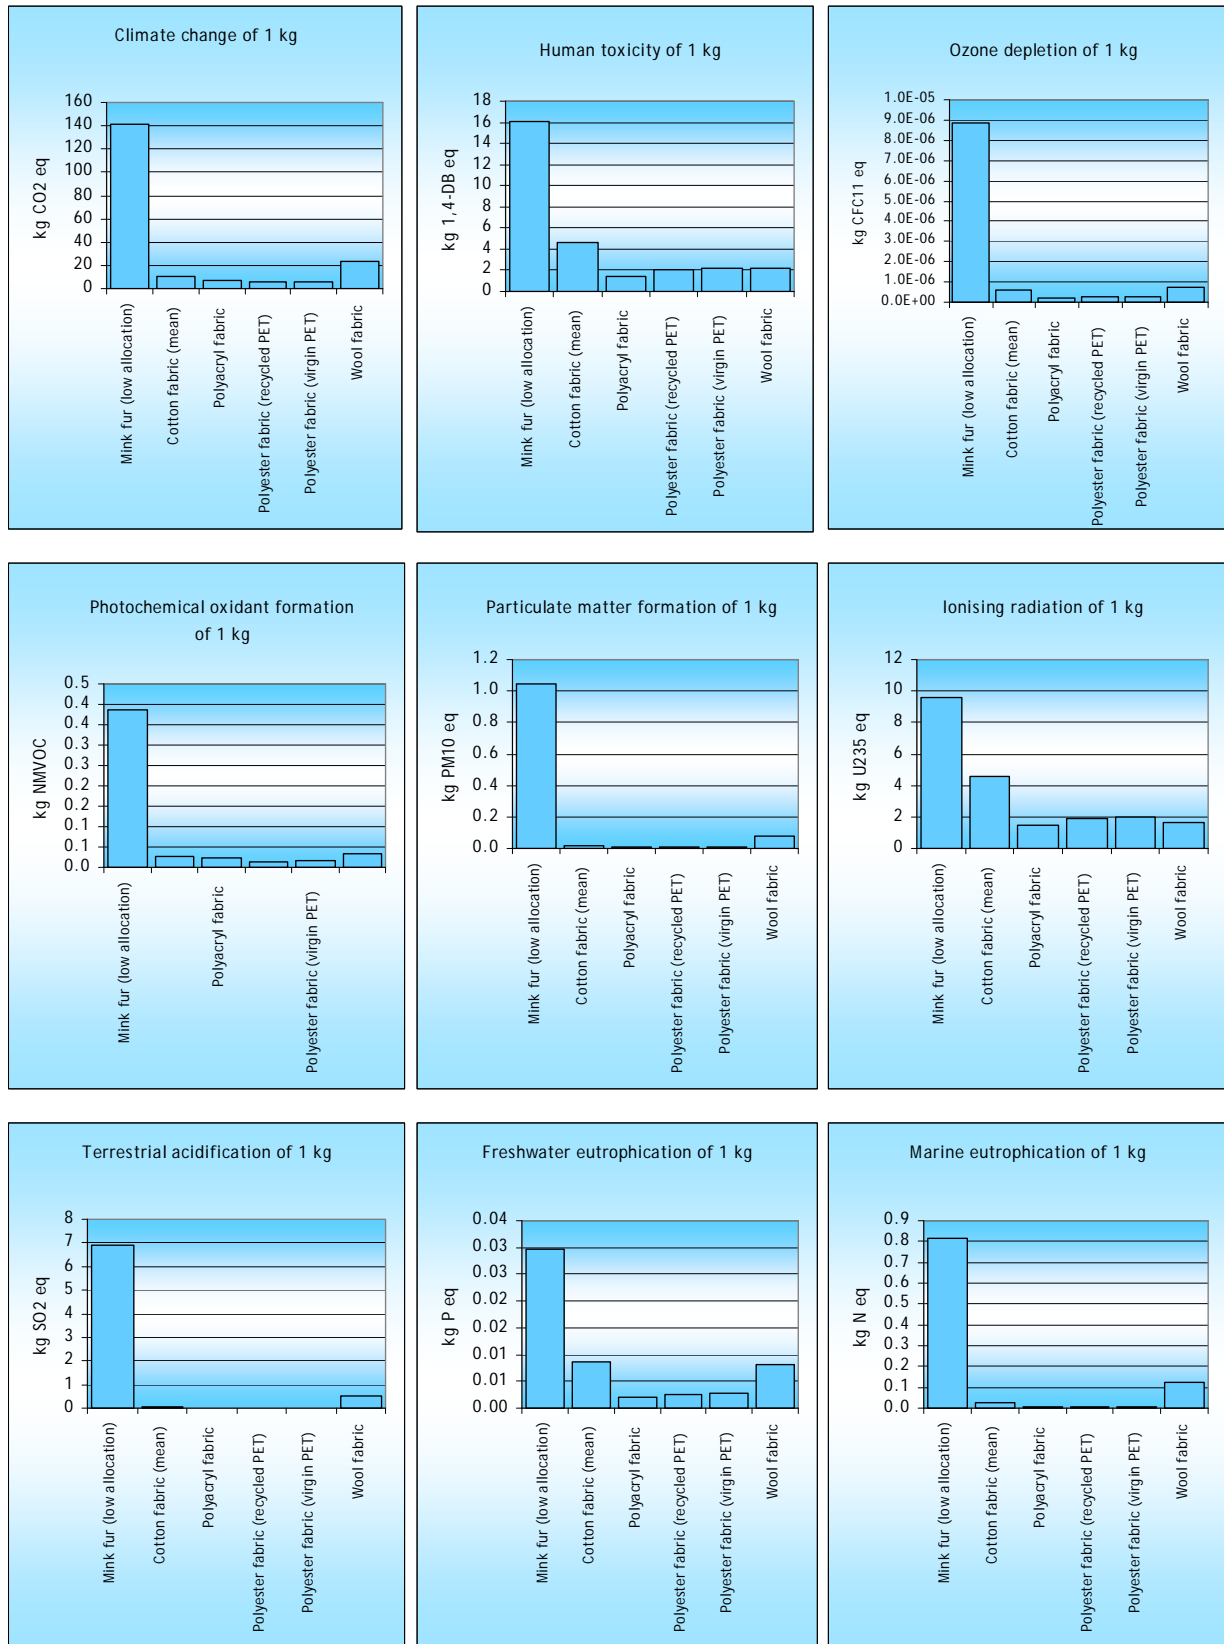 Climate change of 1 kg
kg CO2 eq
160
140
120
100
80
60
40
20
0
Mink fur (low allocation)
Cotton fabric (mean)
Polyacryl fabric
Polyester fabric (recycled PET)
Polyester fabric (virgin PET)
Wool fabric
Human toxicity of 1 kg
kg 1,4-DB eq
18
16
14
12
10
8
6
4
2
0
Mink fur (low allocation)
Cotton fabric (mean)
Polyacryl fabric
Polyester fabric (recycled PET)
Polyester fabric (virgin PET)
Wool fabric
Ozone depletion of 1 kg
kg CFC11 eq
1.0E-05
9.0E-06
8.0E-06
7.0E-06
6.0E-06
5.0E-06
4.0E-06
3.0E-06
2.0E-06
1.0E-06
0.0E+00
Mink fur (low allocation)
Cotton fabric (mean)
Polyacryl fabric
Polyester fabric (recycled PET)
Polyester fabric (virgin PET)
Wool fabric
Photochemical oxidant formation
of 1 kg
kg NMVOC
0.5
0.4
0.4
0.3
0.3
0.2
0.2
0.1
0.1
0.0
Mink fur (low allocation)
Polyacryl fabric
Polyester fabric (virgin PET)
Particulate matter formation of 1 kg
kg PM10 eq
1.2
1.0
0.8
0.6
0.4
0.2
0.0
Mink fur (low allocation)
Cotton fabric (mean)
Polyacryl fabric
Polyester fabric (recycled PET)
Polyester fabric (virgin PET)
Wool fabric
Ionising radiation of 1 kg
kg U235 eq
12
10
8
6
4
2
0
Mink fur (low allocation)
Cotton fabric (mean)
Polyacryl fabric
Polyester fabric (recycled PET)
Polyester fabric (virgin PET)
Wool fabric
Terrestrial acidification of 1 kg
kg SO2 eq
8
7
6
5
4
3
2
1
0
Mink fur (low allocation)
Cotton fabric (mean)
Polyacryl fabric
Polyester fabric (recycled PET)
Polyester fabric (virgin PET)
Wool fabric
Freshwater eutrophication of 1 kg
kg P eq
0.04
0.03
0.03
0.02
0.02
0.01
0.01
0.00
Mink fur (low allocation)
Cotton fabric (mean)
Polyacryl fabric
Polyester fabric (recycled PET)
Polyester fabric (virgin PET)
Wool fabric
Marine eutrophication of 1 kg
kg N eq
0.9
0.8
0.7
0.6
0.5
0.4
0.3
0.2
0.1
0.0
Mink fur (low allocation)
Cotton fabric (mean)
Polyacryl fabric
Polyester fabric (recycled PET)
Polyester fabric (virgin PET)
Wool fabric